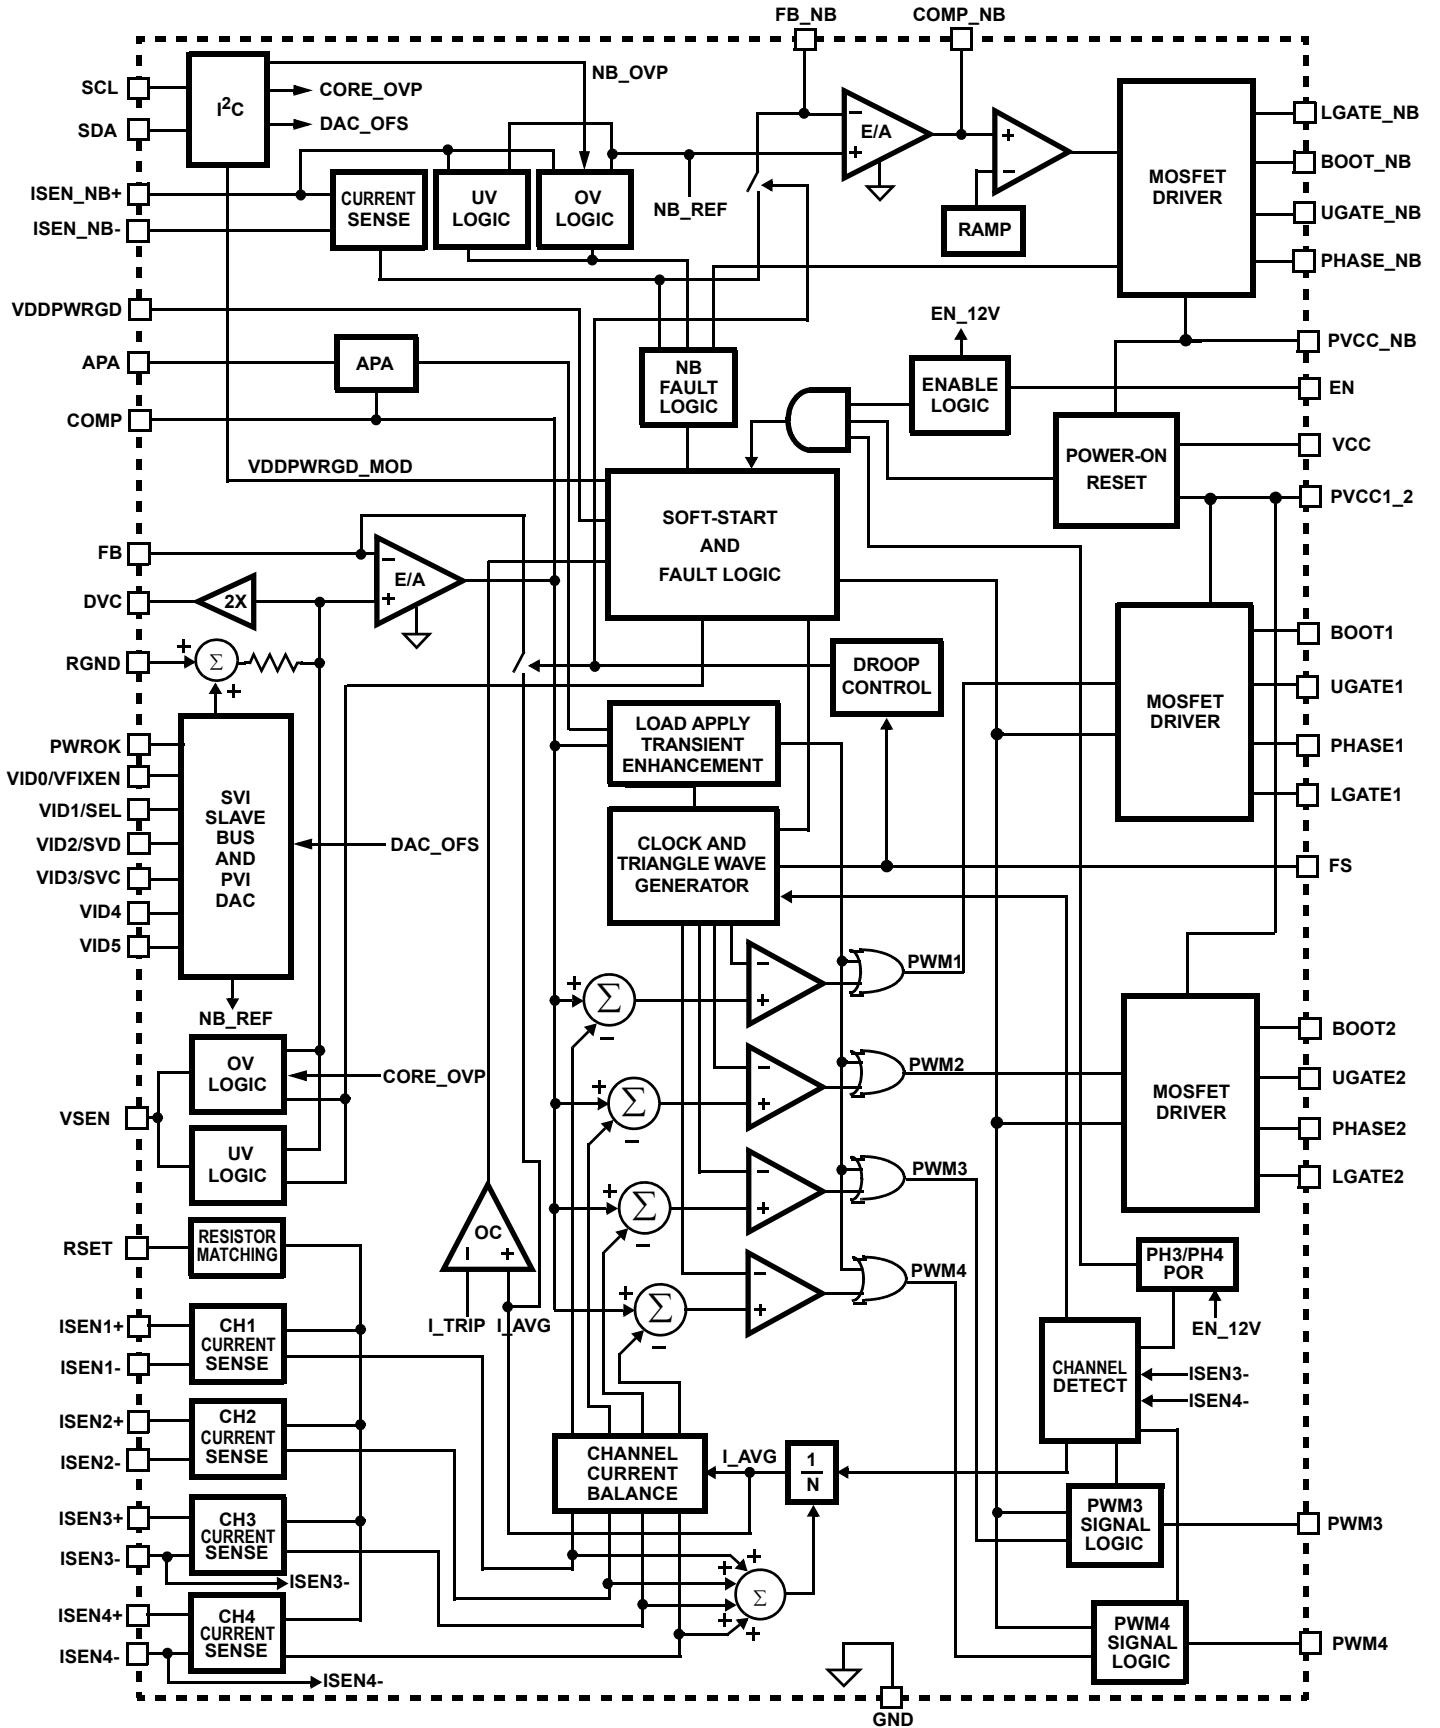 FB_NB
COMP_NB
SCL
SDA
I2C
CORE_OVP
DAC_OFS
NB_OVP
ISEN_NB+
ISEN_NB-
CURRENT
SENSE
UV
LOGIC
OV
LOGIC
NB_REF
−
E/A
+
+
−
RAMP
MOSFET
DRIVER
LGATE_NB
BOOT_NB
UGATE_NB
PHASE_NB
VDDPWRGD
APA
APA
COMP
NB
FAULT
LOGIC
EN_12V
ENABLE
LOGIC
PVCC_NB
EN
VCC
PVCC1_2
POWER-ON
RESET
VDDPWRGD_MOD
SOFT-START
AND
FAULT LOGIC
FB
DVC
2X
−
E/A
+
RGND
+
Σ
+
DROOP
CONTROL
MOSFET
DRIVER
BOOT1
UGATE1
PHASE1
LGATE1
PWROK
VID0/VFIXEN
VID1/SEL
VID2/SVD
VID3/SVC
VID4
VID5
SVI
SLAVE
BUS
AND
PVI
DAC
DAC_OFS
NB_REF
LOAD APPLY
TRANSIENT
ENHANCEMENT
CLOCK AND
TRIANGLE WAVE
GENERATOR
FS
+
Σ
−
−
+
PWM1
+
Σ
−
−
+
PWM2
+
Σ
−
−
+
PWM3
+
Σ
−
−
+
PWM4
MOSFET
DRIVER
BOOT2
UGATE2
PHASE2
LGATE2
OV
LOGIC
CORE_OVP
VSEN
UV
LOGIC
RSET
RESISTOR
MATCHING
OC
−
+
I_TRIP
I_AVG
PH3/PH4
POR
EN_12V
CHANNEL
DETECT
ISEN3-
ISEN4-
ISEN1+
ISEN1-
CH1
CURRENT
SENSE
ISEN2+
ISEN2-
CH2
CURRENT
SENSE
ISEN3+
ISEN3-
CH3
CURRENT
SENSE
ISEN3-
ISEN4+
ISEN4-
CH4
CURRENT
SENSE
ISEN4-
CHANNEL
CURRENT
BALANCE
I_AVG
1
N
+
+
Σ
+
+
PWM3
SIGNAL
LOGIC
PWM3
PWM4
SIGNAL
LOGIC
PWM4
GND